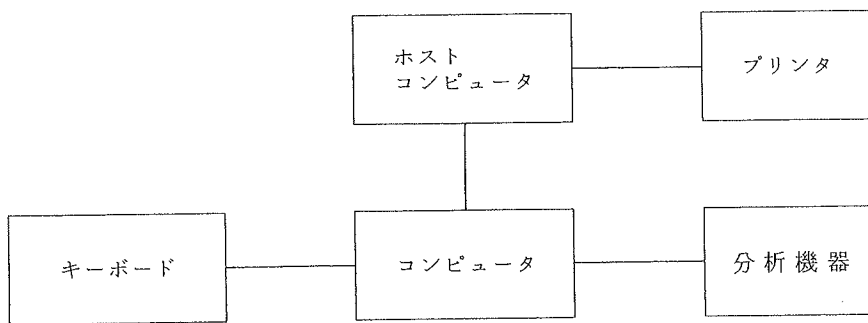 ホスト
コンピュータ
プリンタ
キーボード
コンピュータ
分析機器